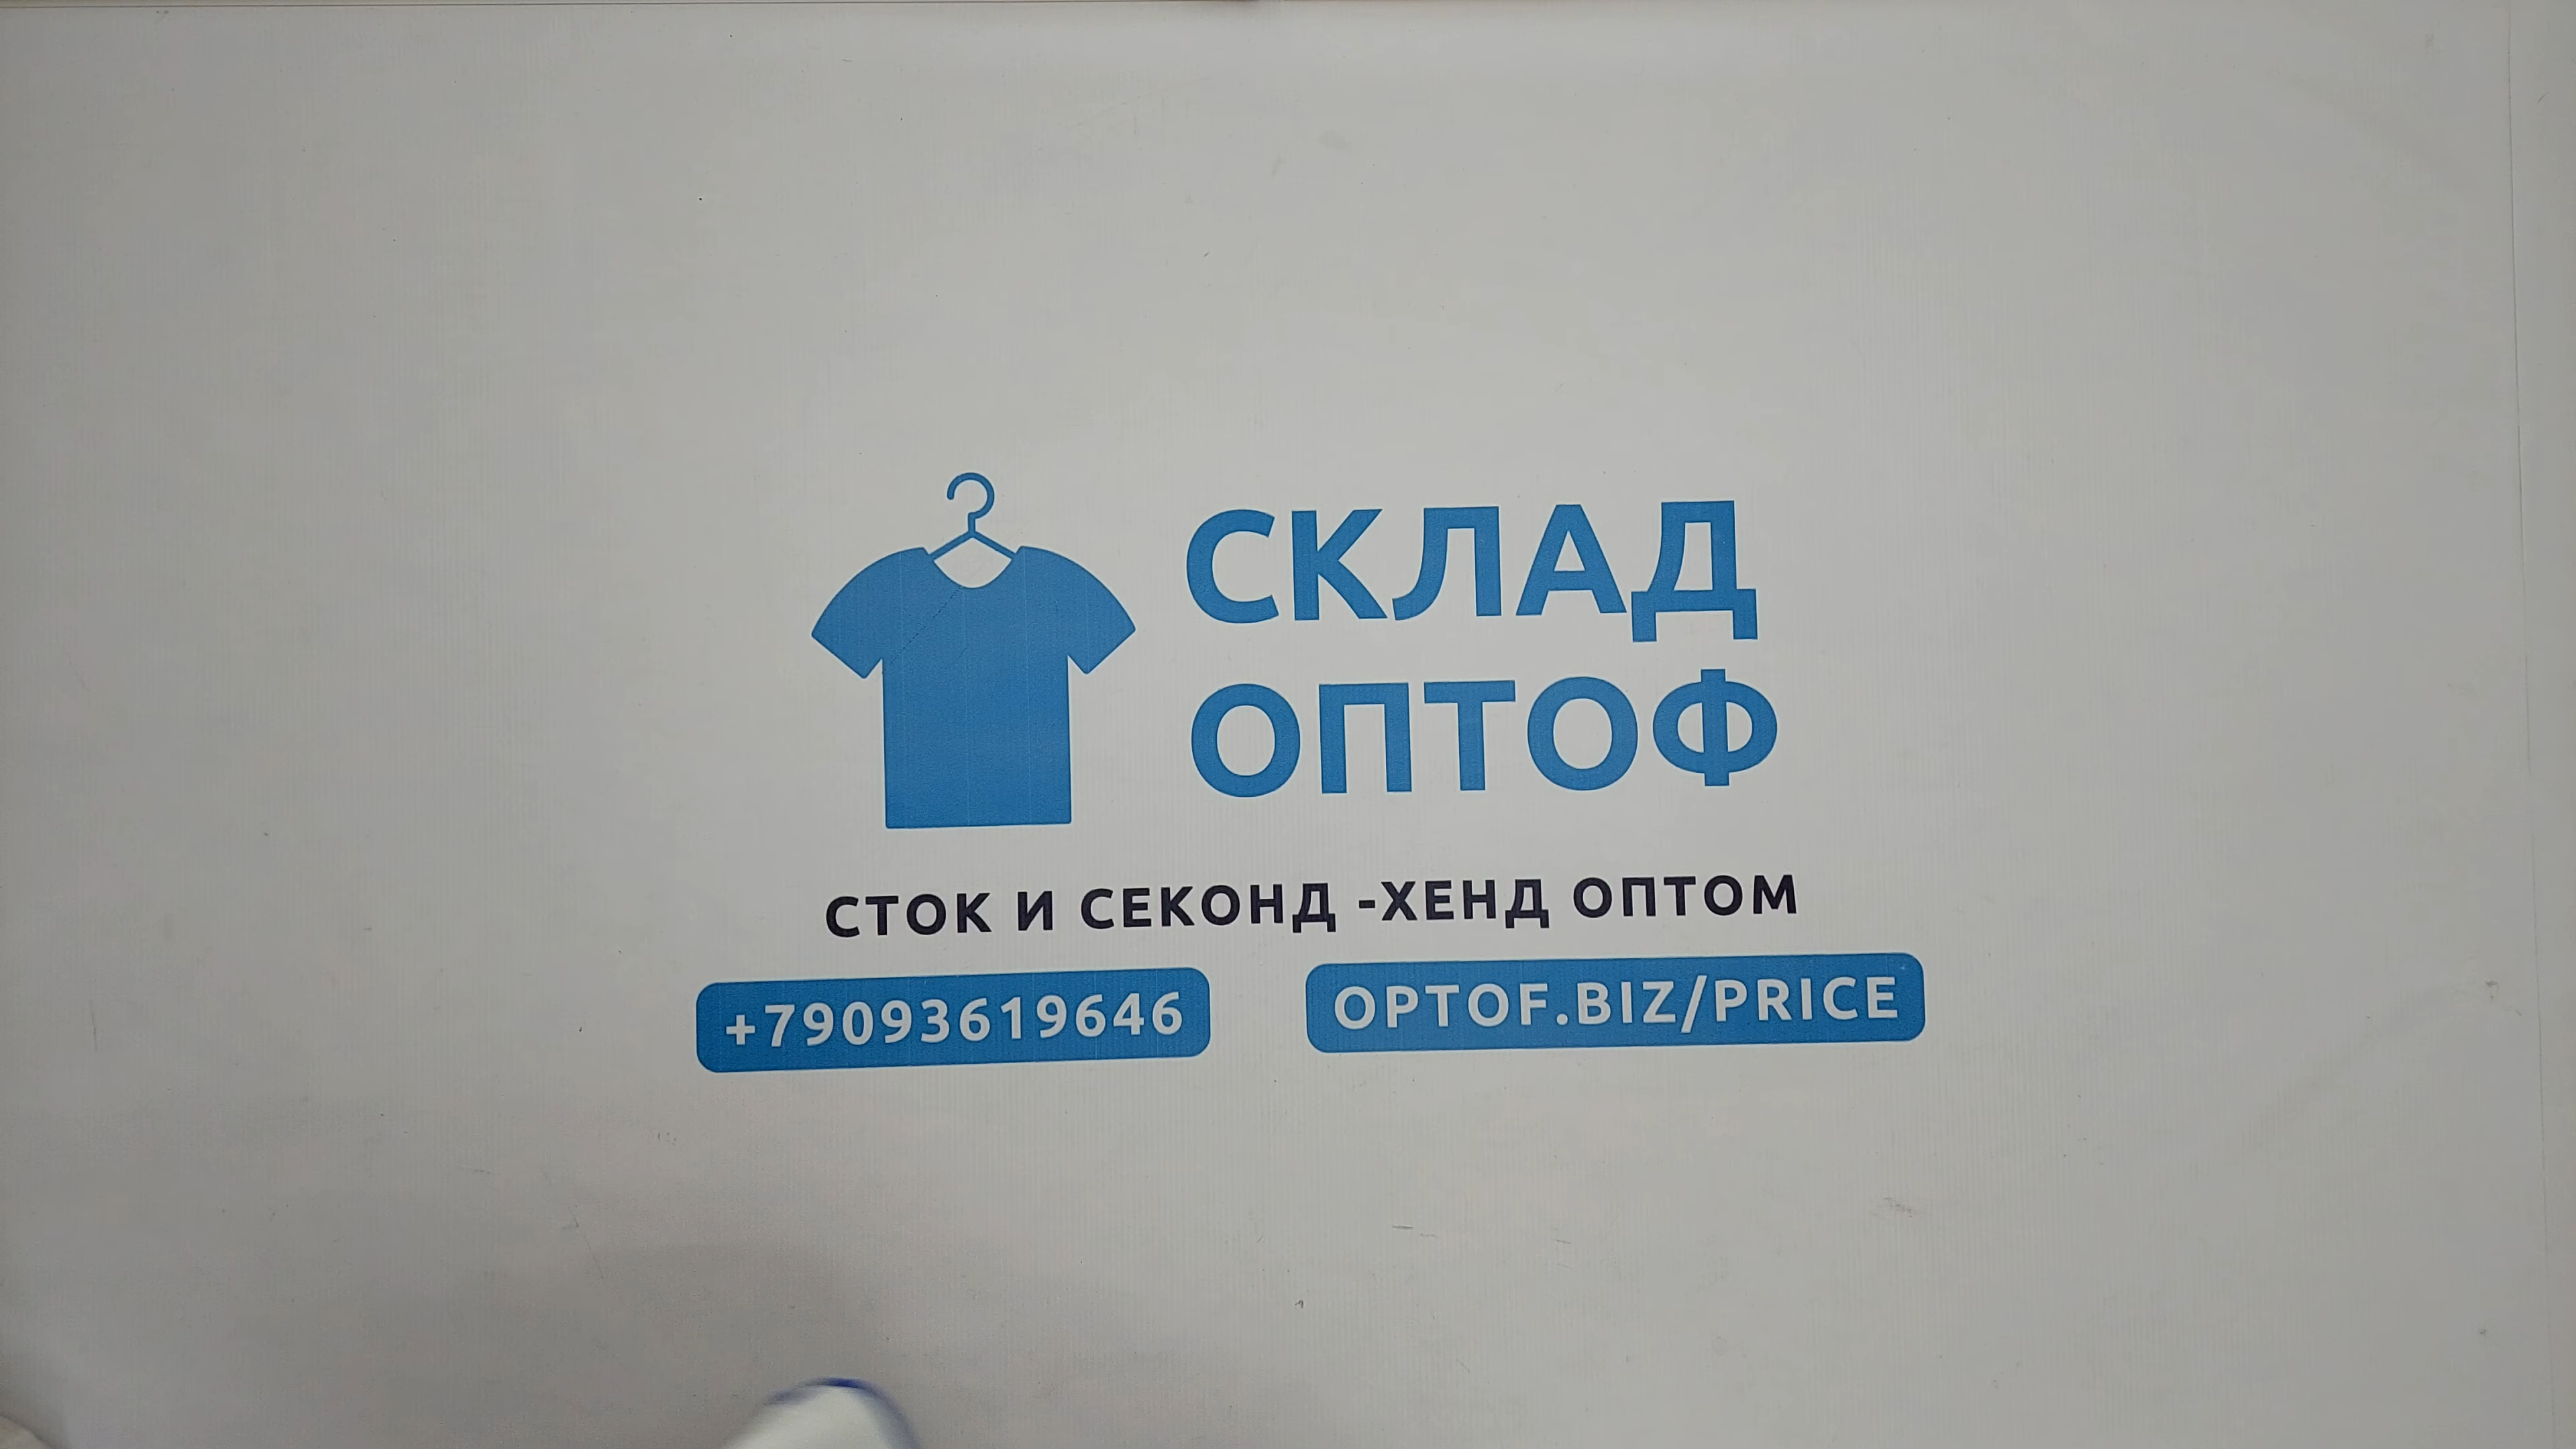 СКЛАД
ОПТОФ
СТОК И СЕКОНД -ХЕНД ОПТОМ
+79093619646
OPTOF.BIZ/PRICE